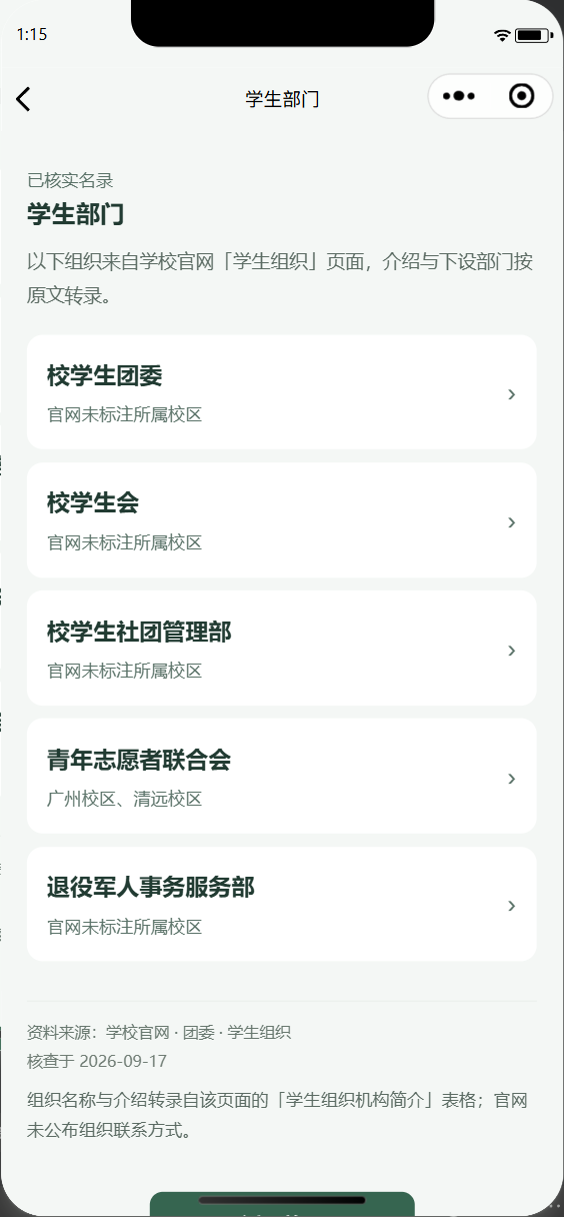 1:15
学生部门
已核实名录
学生部门
以下组织来自学校官网「学生组织」页面，介绍与下设部门按
原文转录。
校学生团委
官网未标注所属校区
校学生会
官网未标注所属校区
校学生社团管理部
官网未标注所属校区
青年志愿者联合会
广州校区、清远校区
退役军人事务服务部
官网未标注所属校区
资料来源：学校官网 · 团委 · 学生组织
核查于 2026-09-17
组织名称与介绍转录自该页面的「学生组织机构简介」表格；官网
未公布组织联系方式。